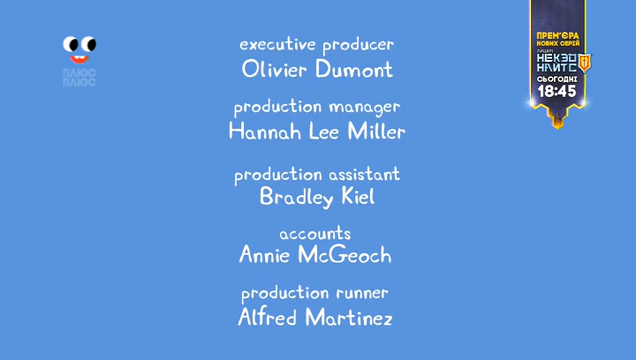 executive producer
Olivier Dumont
production manager
Hannah Lee Miller
production assistant
Bradley Kiel
accounts
Annie McGeoch
production runner
Alfred Martinez
ПЛЮС
ПЛЮС
ПРЕМ'ЄРА
НОВИХ СЕРІЙ
ЛИЦАРІ
НЕКЗО
НАЙТС
СЬОГОДНІ
18:45